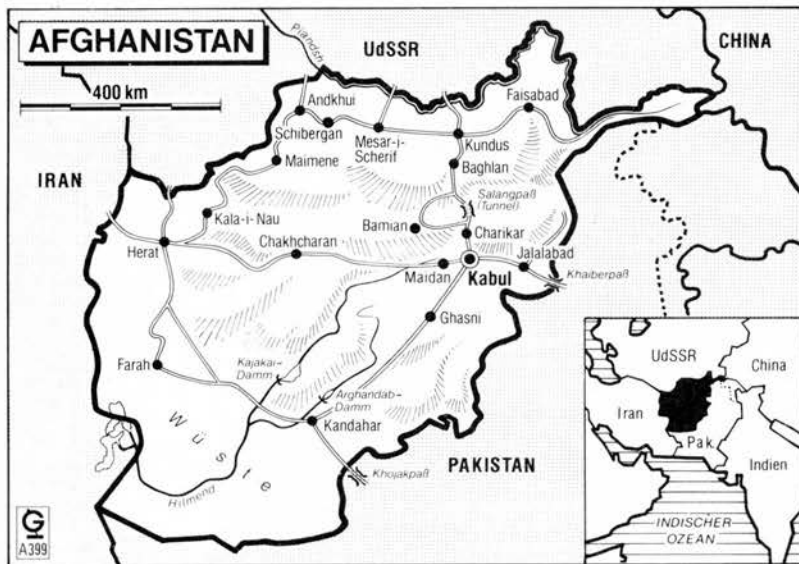 AFGHANISTAN
400 km
Piandsh
UdSSR
CHINA
Andkhui
Schibergan
Mesar-i-
Scherif
Faisabad
Kundus
Baghlan
Maimene
IRAN
Salangpaß
(Tunnel)
Kala-i-Nau
Bamian
Charikar
Herat
Chakhcharan
Maidan
Kabul
Jalalabad
Khaiberpaß
Ghasni
Farah
Kajakai-
Damm
Arghandab-
Damm
Kandahar
Wüste
Hilmend
Khojakpaß
PAKISTAN
G
A399
UdSSR
China
Iran
Pak.
Indien
INDISCHER
OZEAN